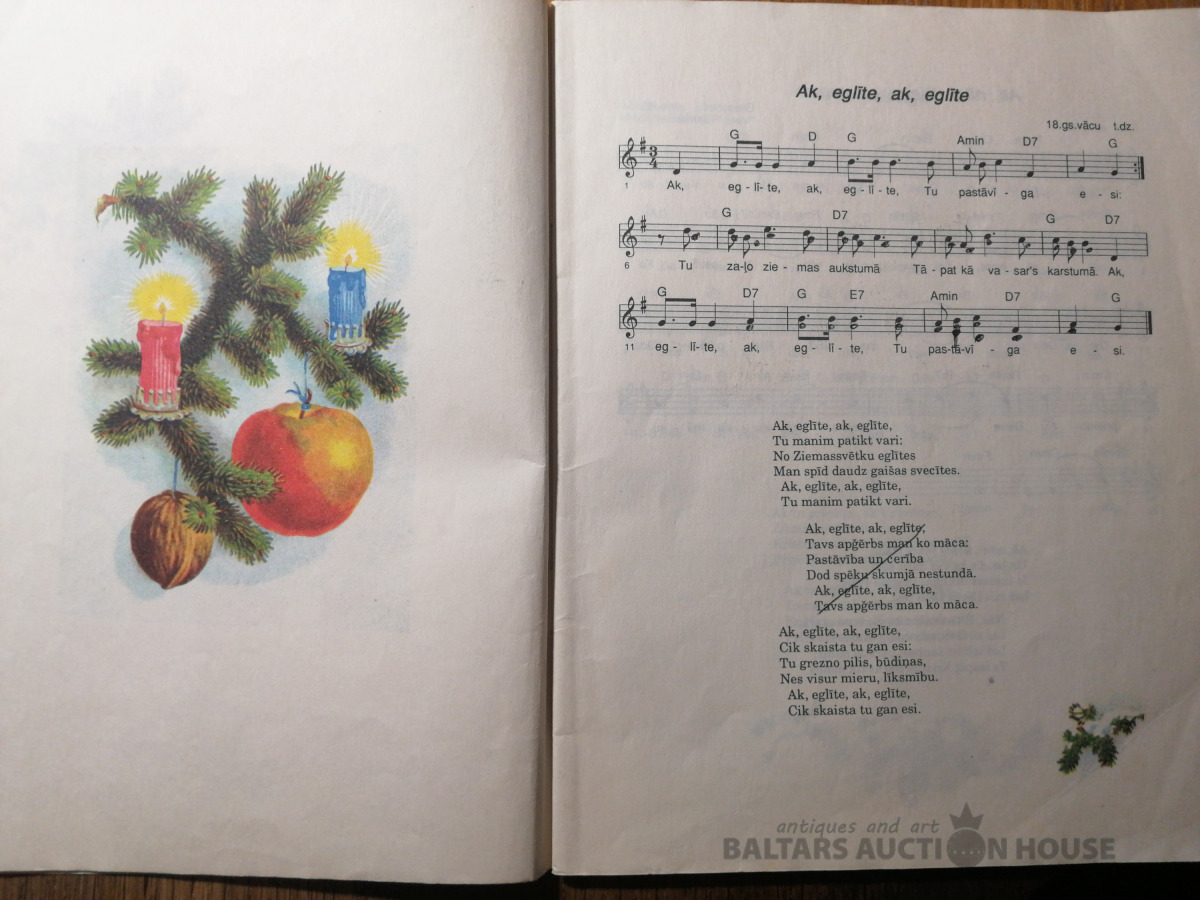 Ak, eglīte, ak, eglīte
18.gs.vācu t.dz.
G D G Amin D7 G
3
4
1 Ak, eg - lī- te, ak, eg - lī - te, Tu pastāvī - ga e - si:
G D7 G D7
6 Tu za-ļo zie - mas aukstumā Tā - pat kā va - sar's karstumā. Ak,
G D7 G E7 Amin D7 G
11 eg - lī- te, ak, eg - lī - te, Tu pas-tā-vī - ga e - si.
Ak, eglīte, ak, eglīte,
Tu manim patikt vari:
No Ziemassvētku eglītes
Man spīd daudz gaišas svecītes.
Ak, eglīte, ak, eglīte,
Tu manim patikt vari.
Ak, eglīte, ak, eglīte,
Tavs apģērbs man ko māca:
Pastāvība un cerība
Dod spēku skumjā nestundā.
Ak, eglīte, ak, eglīte,
Tavs apģērbs man ko māca.
Ak, eglīte, ak, eglīte,
Cik skaista tu gan esi:
Tu grezno pilis, būdiņas,
Nes visur mieru, līksmību.
Ak, eglīte, ak, eglīte,
Cik skaista tu gan esi.
antiques and art
BALTARS AUCTION HOUSE